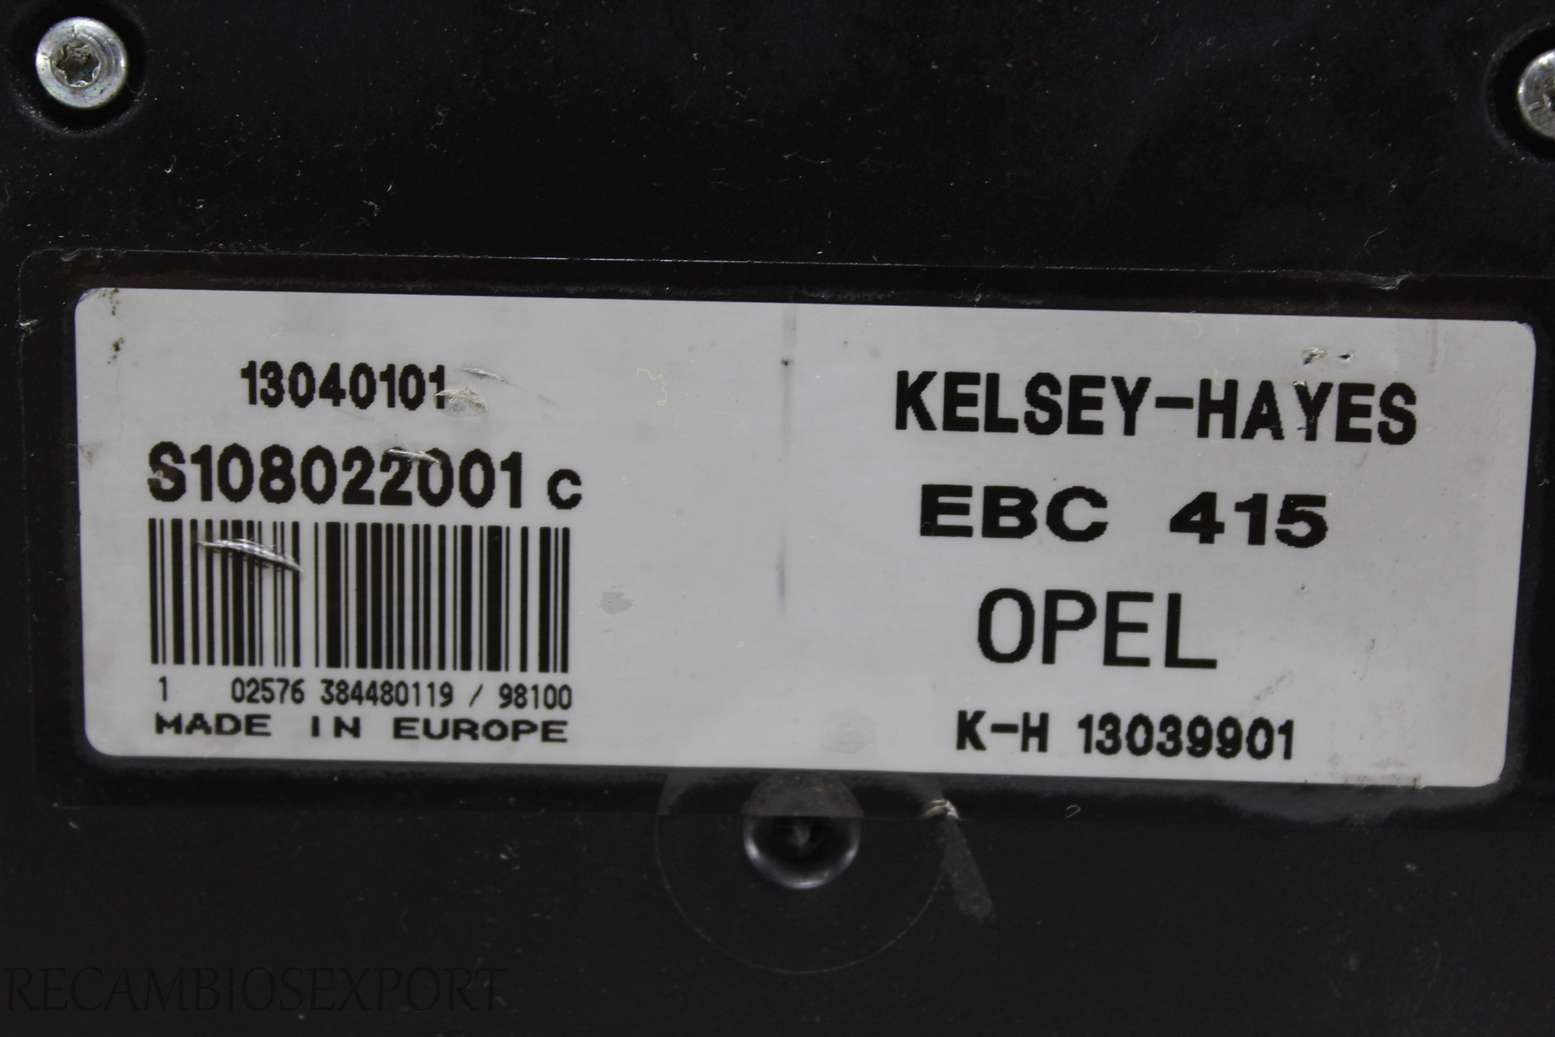 13040101
S108022001 C
1 02576 384480119 / 98100
MADE IN EUROPE
KELSEY-HAYES
EBC 415
OPEL
K-H 13039901
RECAMBIOSEXPORT